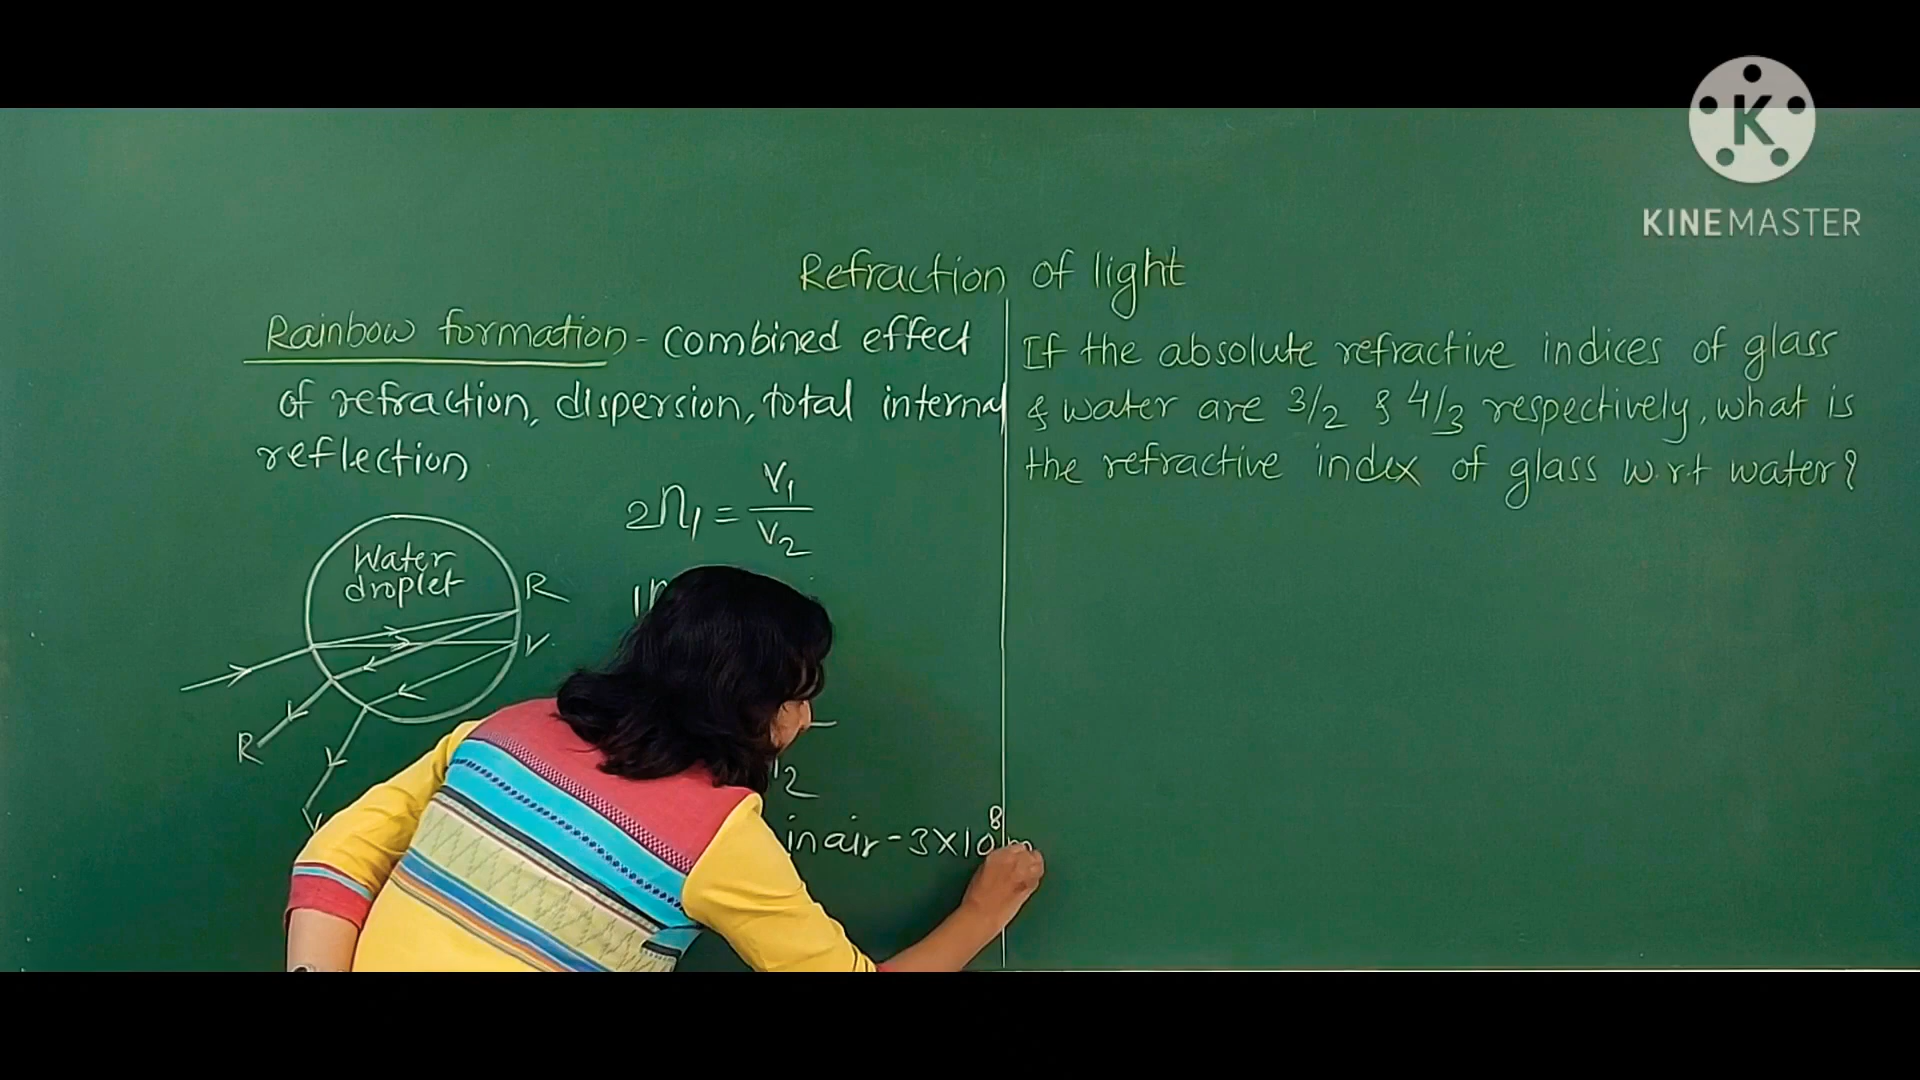 K
KINEMASTER
Refraction of light
Rainbow formation - combined effect
of refraction, dispersion, total internal
reflection
2n1 = v1/v2
Water
droplet
R
V
R
V
2
in air - 3×10⁸ m
If the absolute refractive indices of glass
& water are 3/2 & 4/3 respectively, what is
the refractive index of glass w.r.t water?